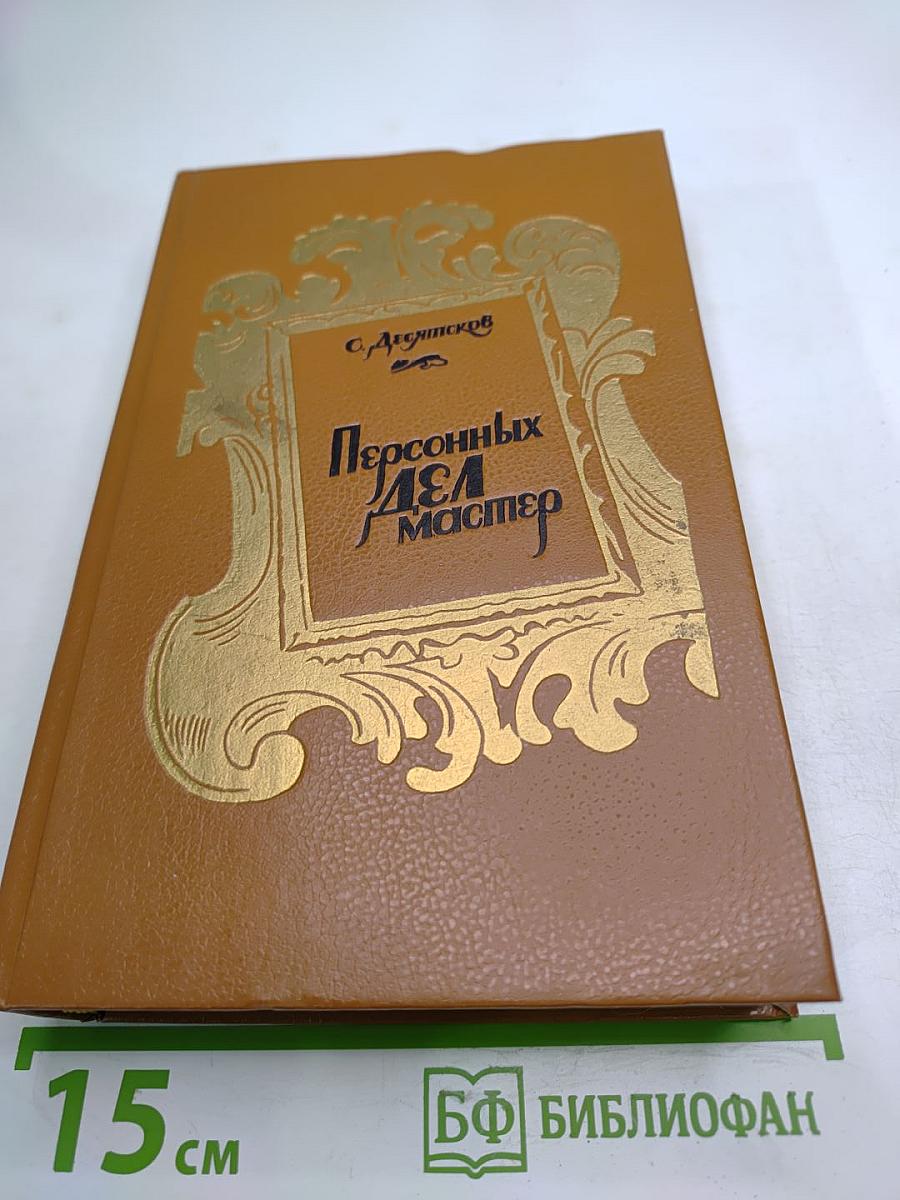 С. Десятсков
Персонных
Дел
мастер
15 см
БФ БИБЛИОФАН